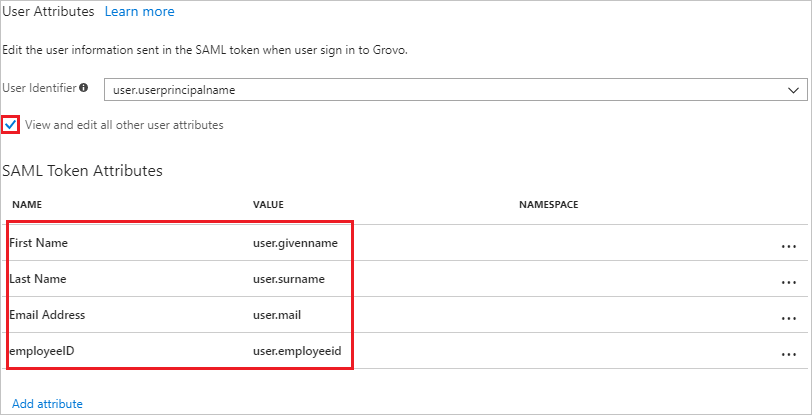 User Attributes Learn more
Edit the user information sent in the SAML token when user sign in to Grovo.
User Identifier user.userprincipalname
View and edit all other user attributes
SAML Token Attributes
NAME VALUE NAMESPACE
First Name user.givenname ...
Last Name user.surname ...
Email Address user.mail ...
employeeID user.employeeid ...
Add attribute